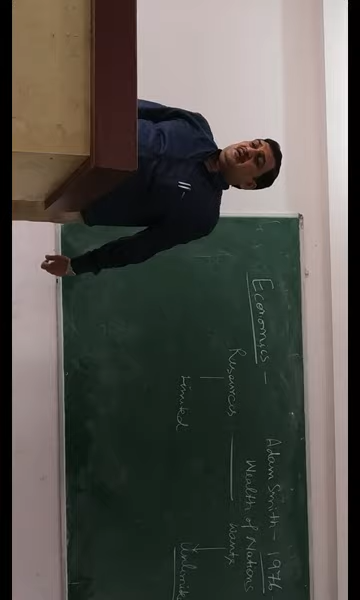 Adam Smith - 1976
Economics -
Wealth of Nations
Resources — Wants
Limited